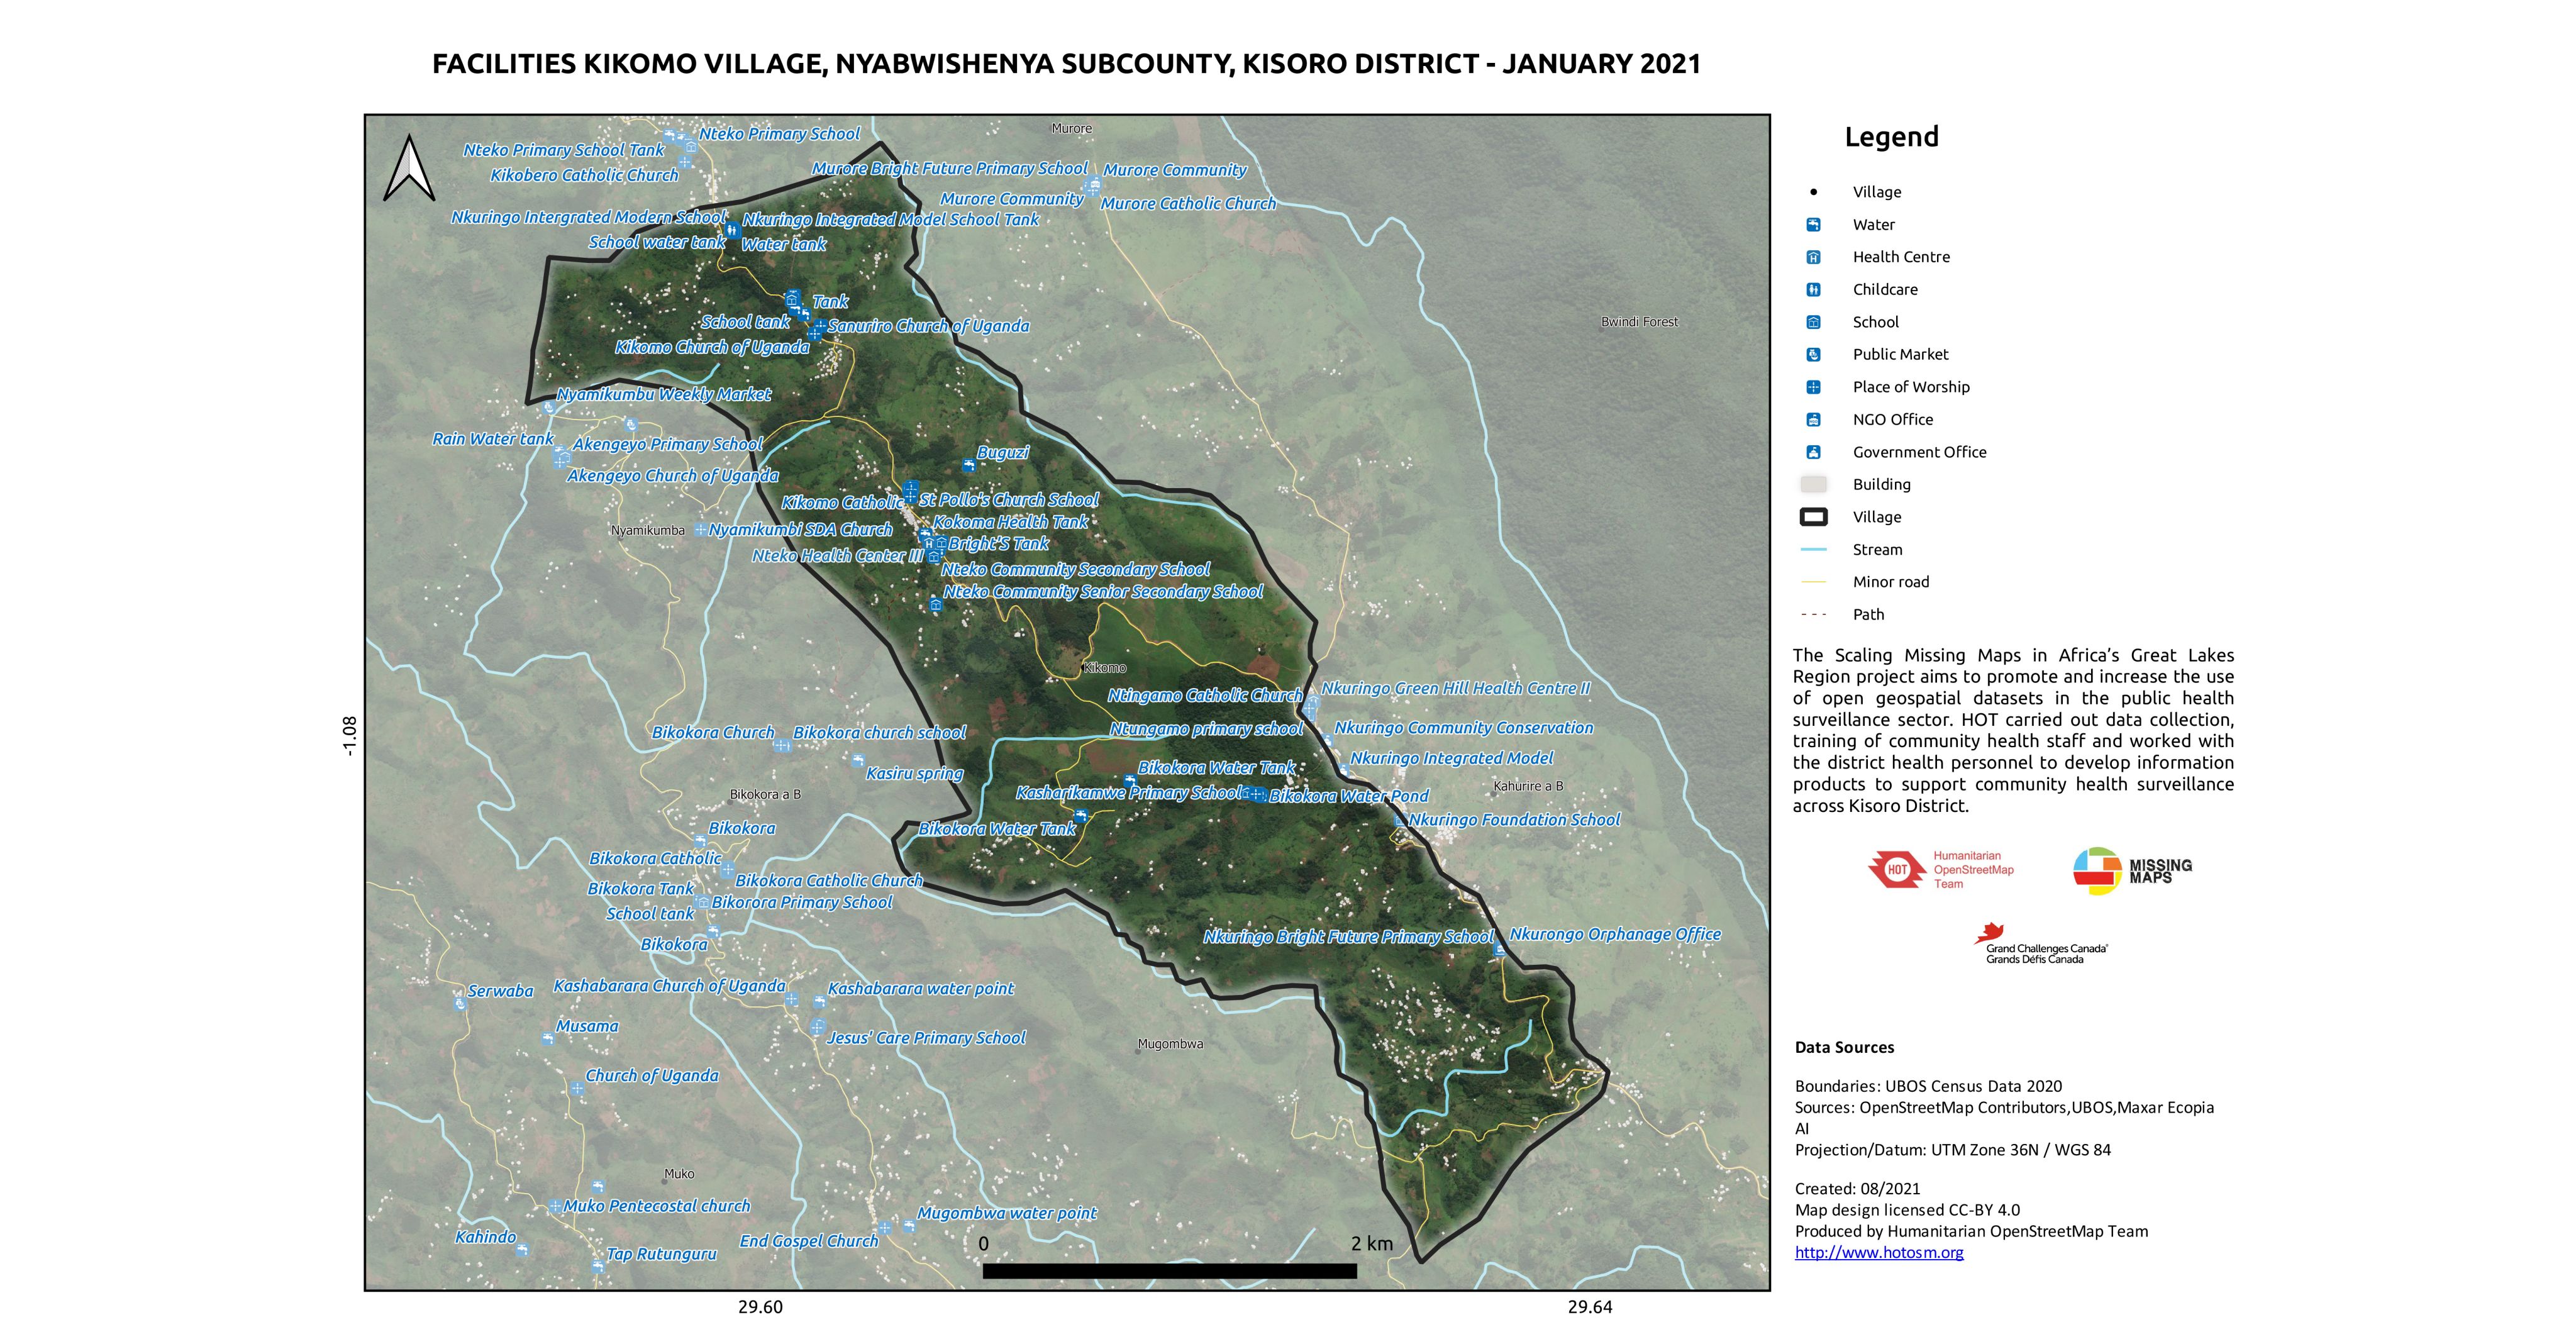 FACILITIES KIKOMO VILLAGE, NYABWISHENYA SUBCOUNTY, KISORO DISTRICT - JANUARY 2021
Murore
Nteko Primary School
Nteko Primary School Tank
Kikobero Catholic Church
Murore Bright Future Primary School
Murore Community
Murore Community
Murore Catholic Church
Nkuringo Intergrated Modern School
Nkuringo Integrated Model School Tank
School water tank
Water tank
Tank
School tank
Sanuriro Church of Uganda
Kikomo Church of Uganda
Bwindi Forest
Nyamikumbu Weekly Market
Rain Water tank
Akengeyo Primary School
Akengeyo Church of Uganda
Buguzi
Kikomo Catholic
St Pollo's Church School
Kokoma Health Tank
Nyamikumba
Nyamikumbi SDA Church
Bright'S Tank
Nteko Health Center III
Nteko Community Secondary School
Nteko Community Senior Secondary School
Kikomo
Ntingamo Catholic Church
Nkuringo Green Hill Health Centre II
Ntungamo primary school
Nkuringo Community Conservation
Bikokora Church
Bikokora church school
Nkuringo Integrated Model
Kasiru spring
Bikokora Water Tank
Kasharikamwe Primary School
Bikokora Water Pond
Kahurire a B
Bikokora a B
Bikokora Water Tank
Nkuringo Foundation School
Bikokora
Bikokora Catholic
Bikokora Catholic Church
Bikokora Tank
Bikorora Primary School
School tank
Bikokora
Nkuringo Bright Future Primary School
Nkurongo Orphanage Office
Serwaba
Kashabarara Church of Uganda
Kashabarara water point
Musama
Jesus' Care Primary School
Mugombwa
Church of Uganda
Muko
Muko Pentecostal church
Mugombwa water point
Kahindo
End Gospel Church
Tap Rutunguru
0
2 km
-1.08
29.60
29.64
Legend
Village
Water
Health Centre
Childcare
School
Public Market
Place of Worship
NGO Office
Government Office
Building
Village
Stream
Minor road
Path
The Scaling Missing Maps in Africa's Great Lakes
Region project aims to promote and increase the use
of open geospatial datasets in the public health
surveillance sector. HOT carried out data collection,
training of community health staff and worked with
the district health personnel to develop information
products to support community health surveillance
across Kisoro District.
HOT
Humanitarian
OpenStreetMap
Team
MISSING
MAPS
Grand Challenges Canada®
Grands Défis Canada
Data Sources
Boundaries: UBOS Census Data 2020
Sources: OpenStreetMap Contributors,UBOS,Maxar Ecopia
AI
Projection/Datum: UTM Zone 36N / WGS 84
Created: 08/2021
Map design licensed CC-BY 4.0
Produced by Humanitarian OpenStreetMap Team
http://www.hotosm.org